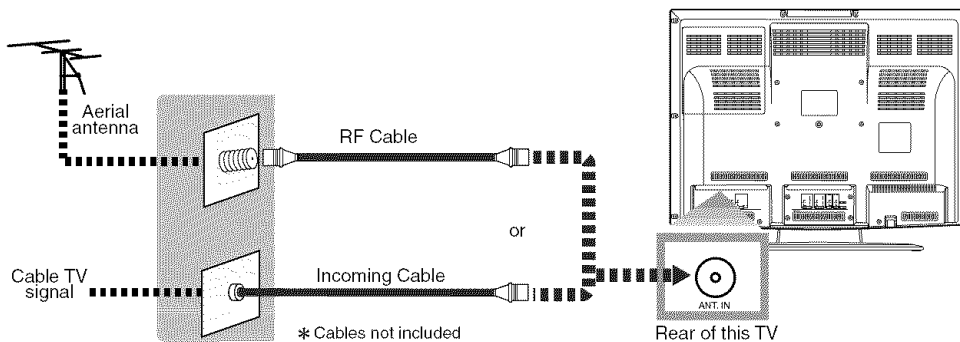 Aerial
antenna
RF Cable
or
Cable TV
signal
Incoming Cable
* Cables not included
ANT. IN
Rear of this TV